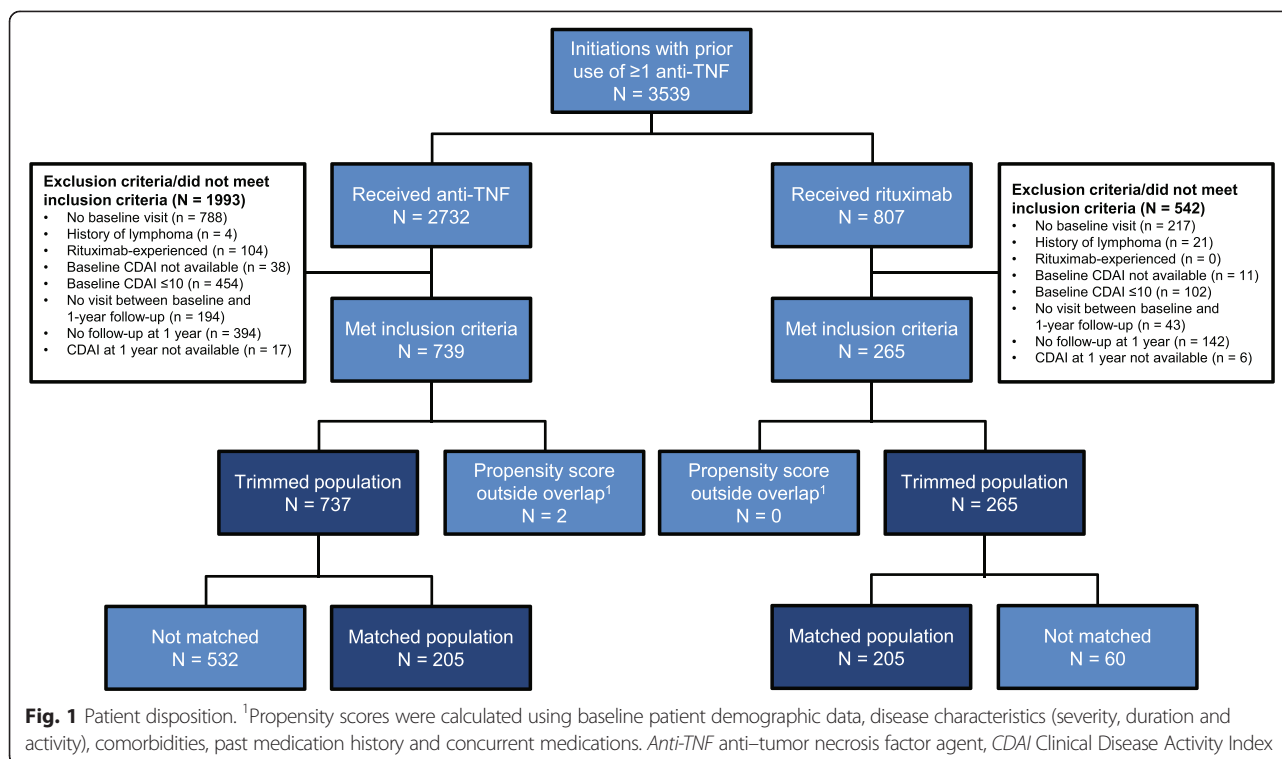 Initiations with prior
use of ≥1 anti-TNF
N = 3539
Exclusion criteria/did not meet
inclusion criteria (N = 1993)
• No baseline visit (n = 788)
• History of lymphoma (n = 4)
• Rituximab-experienced (n = 104)
• Baseline CDAI not available (n = 38)
• Baseline CDAI ≤10 (n = 454)
• No visit between baseline and
1-year follow-up (n = 194)
• No follow-up at 1 year (n = 394)
• CDAI at 1 year not available (n = 17)
Received anti-TNF
N = 2732
Received rituximab
N = 807
Exclusion criteria/did not meet
inclusion criteria (N = 542)
• No baseline visit (n = 217)
• History of lymphoma (n = 21)
• Rituximab-experienced (n = 0)
• Baseline CDAI not available (n = 11)
• Baseline CDAI ≤10 (n = 102)
• No visit between baseline and
1-year follow-up (n = 43)
• No follow-up at 1 year (n = 142)
• CDAI at 1 year not available (n = 6)
Met inclusion criteria
N = 739
Met inclusion criteria
N = 265
Trimmed population
N = 737
Propensity score
outside overlap¹
N = 2
Propensity score
outside overlap¹
N = 0
Trimmed population
N = 265
Not matched
N = 532
Matched population
N = 205
Matched population
N = 205
Not matched
N = 60
Fig. 1 Patient disposition. ¹Propensity scores were calculated using baseline patient demographic data, disease characteristics (severity, duration and
activity), comorbidities, past medication history and concurrent medications. Anti-TNF anti–tumor necrosis factor agent, CDAI Clinical Disease Activity Index